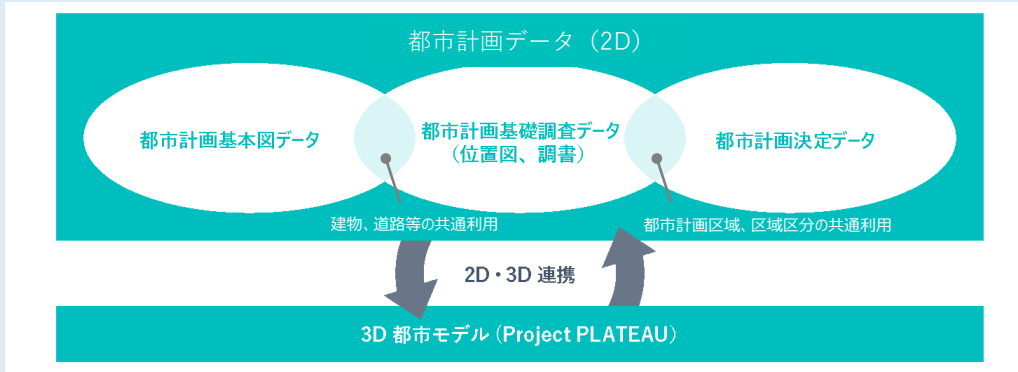 都市計画データ（2D）
都市計画基本図データ
都市計画基礎調査データ
（位置図、調書）
都市計画決定データ
建物、道路等の共通利用
都市計画区域、区域区分の共通利用
2D・3D 連携
3D 都市モデル（Project PLATEAU）